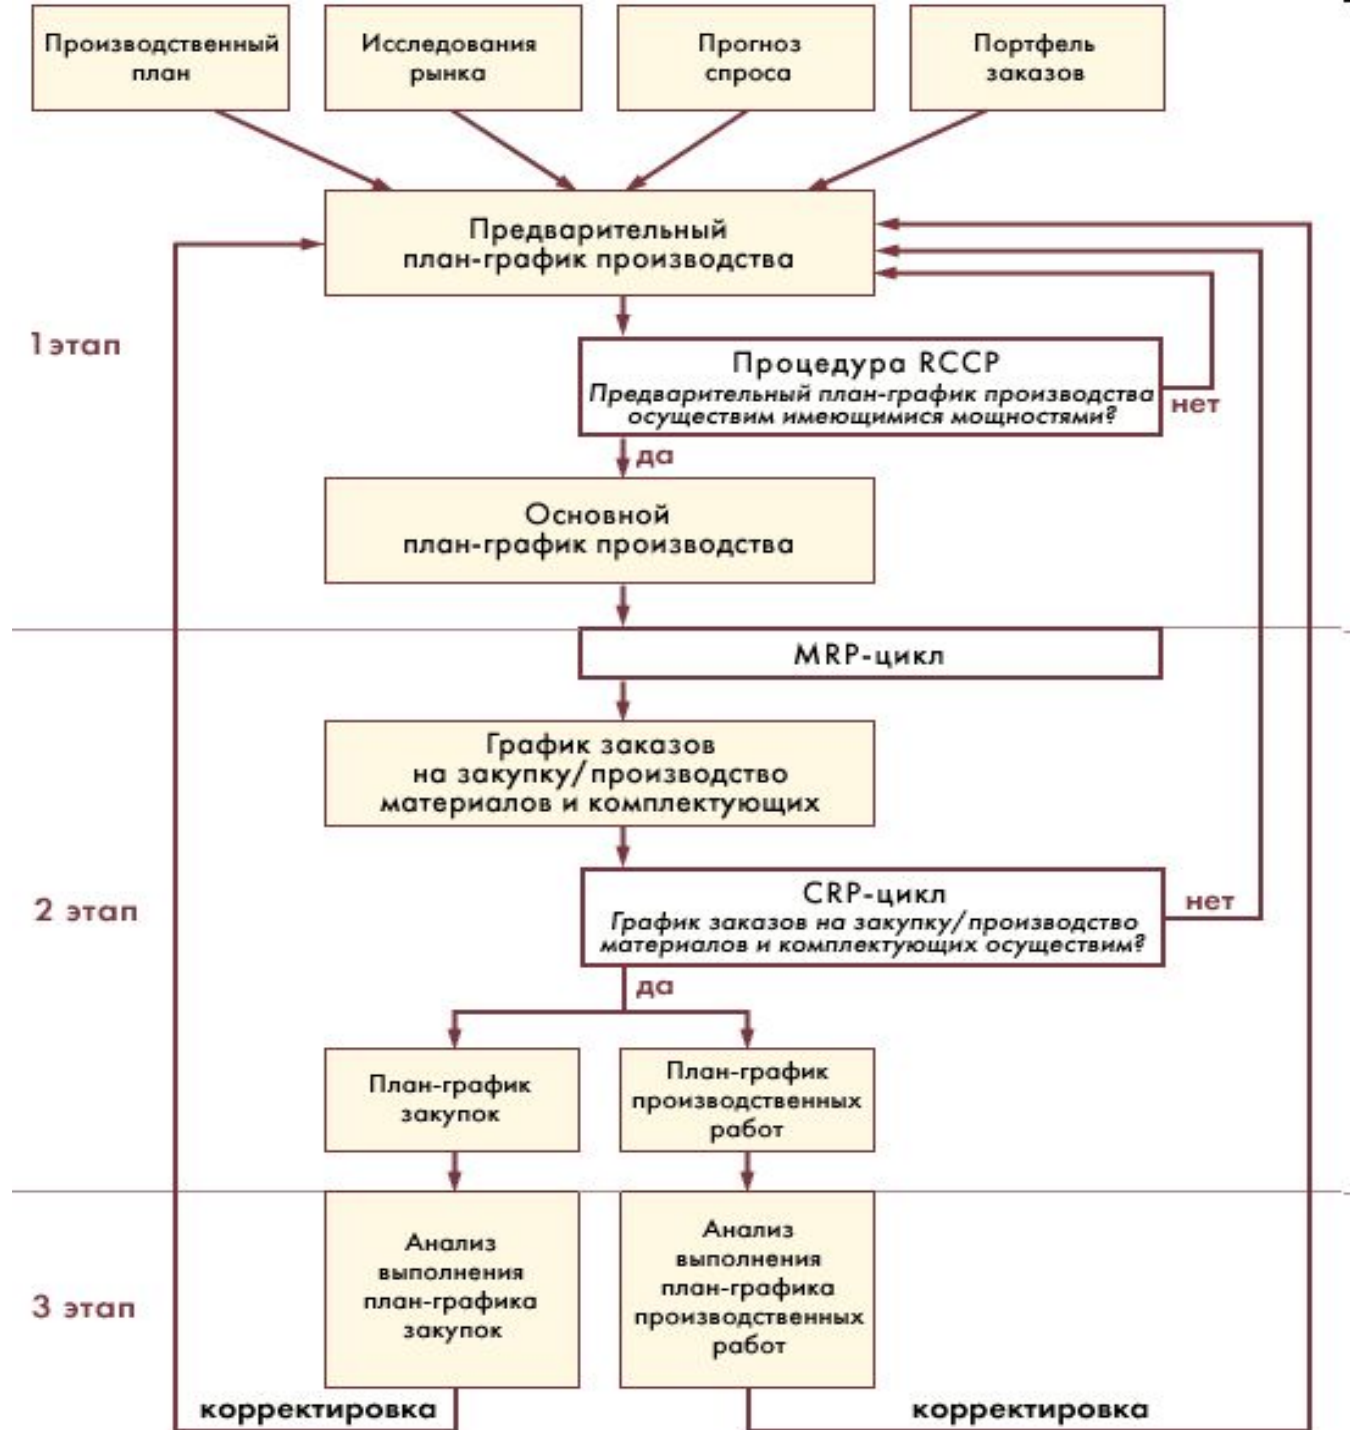 Производственный
план
Исследования
рынка
Прогноз
спроса
Портфель
заказов
Предварительный
план-график производства
1 этап
Процедура RCCP
Предварительный план-график производства
осуществим имеющимися мощностями?
нет
да
Основной
план-график производства
MRP-цикл
График заказов
на закупку/производство
материалов и комплектующих
2 этап
CRP-цикл
График заказов на закупку/производство
материалов и комплектующих осуществим?
нет
да
План-график
закупок
План-график
производственных
работ
3 этап
Анализ
выполнения
план-графика
закупок
Анализ
выполнения
план-графика
производственных
работ
корректировка
корректировка